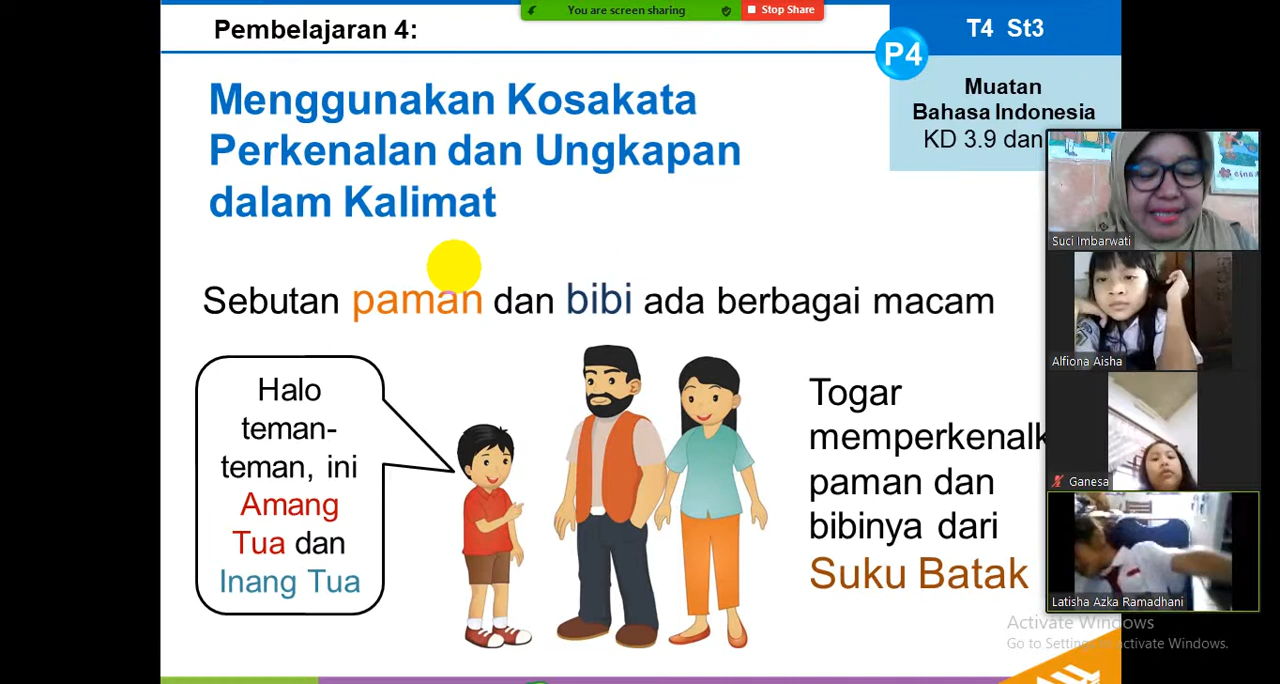 Pembelajaran 4:
You are screen sharing
Stop Share
T4 St3
P4
Muatan
Bahasa Indonesia
KD 3.9 dan
Menggunakan Kosakata
Perkenalan dan Ungkapan
dalam Kalimat
Sebutan paman dan bibi ada berbagai macam
Halo
teman-
teman, ini
Amang
Tua dan
Inang Tua
Togar
memperkenalk
paman dan
bibinya dari
Suku Batak
Suci Imbarwati
Alfiona Aisha
Ganesa
Latisha Azka Ramadhani
Activate Windows
Go to Settings to activate Windows.